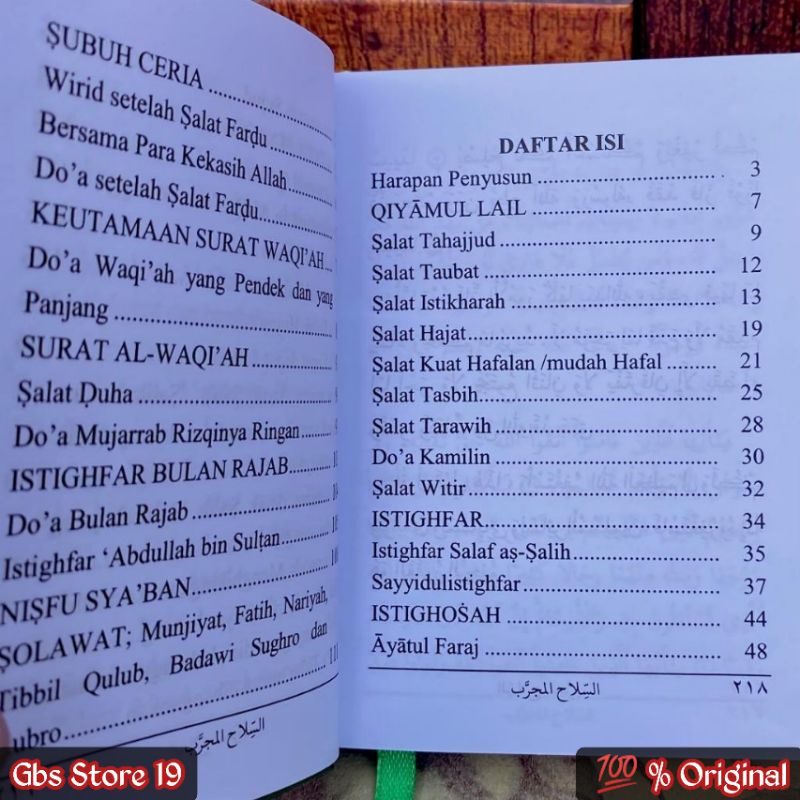 ṢUBUH CERIA ........................
Wirid setelah Ṣalat Farḍu ..................
Bersama Para Kekasih Allah..........
Do’a setelah Ṣalat Farḍu................
KEUTAMAAN SURAT WAQI’AH...
Do’a Waqi’ah yang Pendek dan yang
Panjang ..................................
SURAT AL-WAQI’AH ..................
Ṣalat Ḍuha ..............................
Do’a Mujarrab Rizqinya Ringan..........
ISTIGHFAR BULAN RAJAB........
Do’a Bulan Rajab ......................
Istighfar ‘Abdullah bin Sulṭan..........
NIṢFU SYA’BAN......................
ṢOLAWAT; Munjiyat, Fatih, Nariyah,
Tibbil Qulub, Badawi Sughro dan
ubro..............................
السّلاح المجرَّب
DAFTAR ISI
Harapan Penyusun .............................. 3
QIYĀMUL LAIL .............................. 7
Ṣalat Tahajjud .................................... 9
Ṣalat Taubat ....................................... 12
Ṣalat Istikharah ................................... 13
Ṣalat Hajat.......................................... 19
Ṣalat Kuat Hafalan /mudah Hafal ........ 21
Ṣalat Tasbih........................................ 25
Ṣalat Tarawih ..................................... 28
Do’a Kamilin ...................................... 30
Ṣalat Witir .......................................... 32
ISTIGHFAR........................................ 34
Istighfar Salaf aṣ-Ṣalih........................ 35
Sayyidulistighfar................................. 37
ISTIGHOṠAH .................................... 44
Āyātul Faraj ........................................ 48
السّلاح المجرَّب ٢١٨
Gbs Store 19
💯 % Original